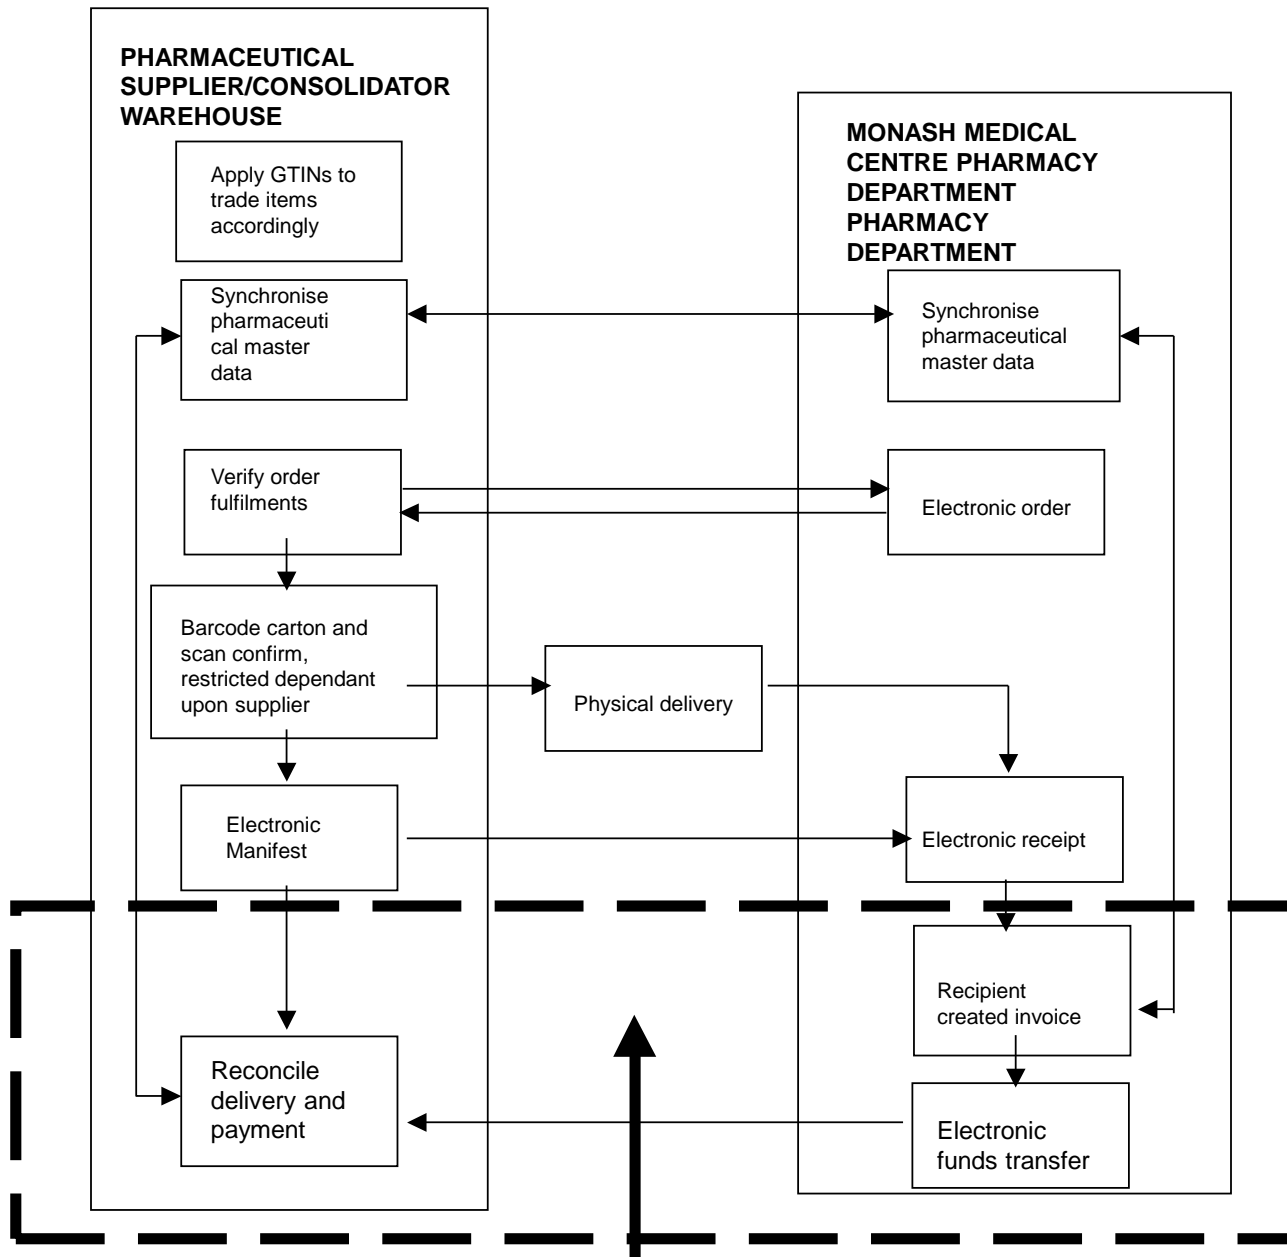 PHARMACEUTICAL
SUPPLIER/CONSOLIDATOR
WAREHOUSE
Apply GTINs to
trade items
accordingly
Synchronise
pharmaceuti
cal master
data
Verify order
fulfilments
Barcode carton and
scan confirm,
restricted dependant
upon supplier
Electronic
Manifest
Reconcile
delivery and
payment
Physical delivery
MONASH MEDICAL
CENTRE PHARMACY
DEPARTMENT
PHARMACY
DEPARTMENT
Synchronise
pharmaceutical
master data
Electronic order
Electronic receipt
Recipient
created invoice
Electronic
funds transfer